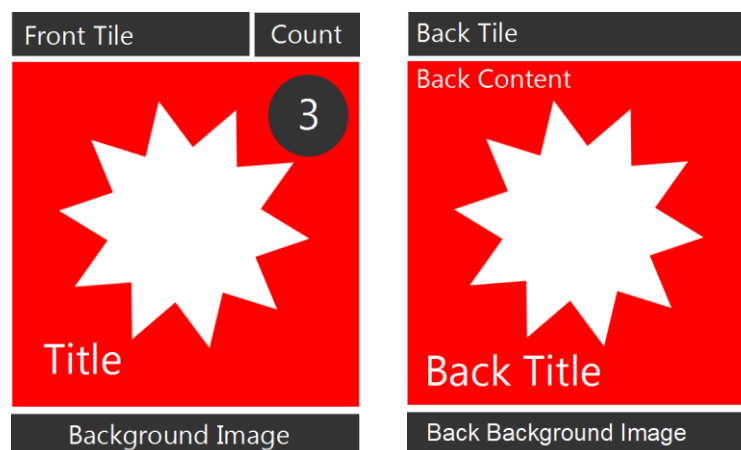 Front Tile
Count
3
Title
Background Image
Back Tile
Back Content
Back Title
Back Background Image